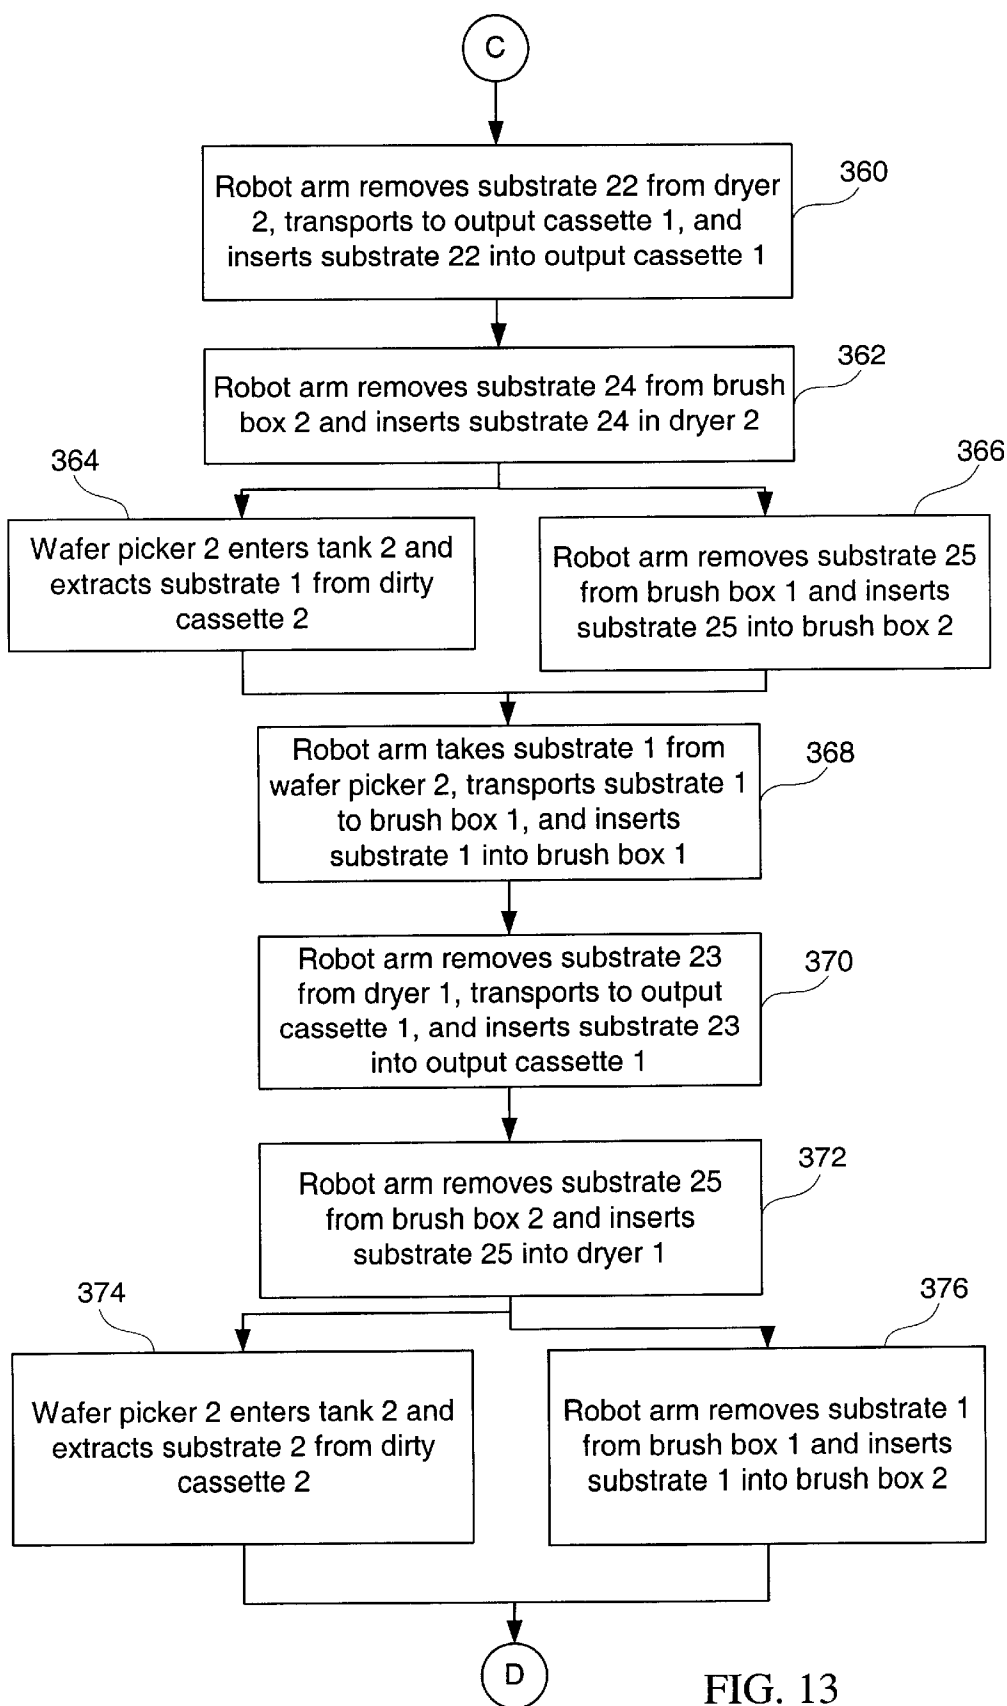 C
360
Robot arm removes substrate 22 from dryer
2, transports to output cassette 1, and
inserts substrate 22 into output cassette 1
362
Robot arm removes substrate 24 from brush
box 2 and inserts substrate 24 in dryer 2
364
Wafer picker 2 enters tank 2 and
extracts substrate 1 from dirty
cassette 2
366
Robot arm removes substrate 25
from brush box 1 and inserts
substrate 25 into brush box 2
368
Robot arm takes substrate 1 from
wafer picker 2, transports substrate 1
to brush box 1, and inserts
substrate 1 into brush box 1
370
Robot arm removes substrate 23
from dryer 1, transports to output
cassette 1, and inserts substrate 23
into output cassette 1
372
Robot arm removes substrate 25
from brush box 2 and inserts
substrate 25 into dryer 1
374
Wafer picker 2 enters tank 2 and
extracts substrate 2 from dirty
cassette 2
376
Robot arm removes substrate 1
from brush box 1 and inserts
substrate 1 into brush box 2
D
FIG. 13